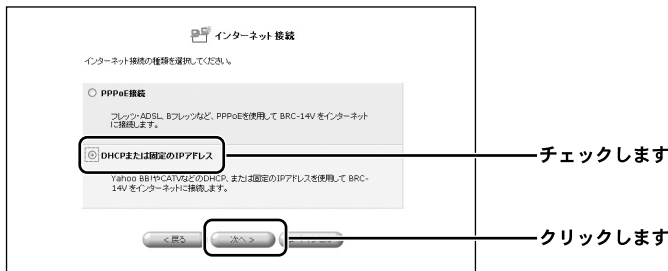 インターネット接続
インターネット接続の種類を選択してください。
PPPoE接続
フレッツ・ADSL、Bフレッツなど、PPPoEを使用して BRC-14V をインターネット
に接続します。
DHCPまたは固定のIPアドレス
チェックします
Yahoo BB!やCATVなどのDHCP、または固定のIPアドレスを使用して BRC-
14V をインターネットに接続します。
< 戻る
次へ >
クリックします